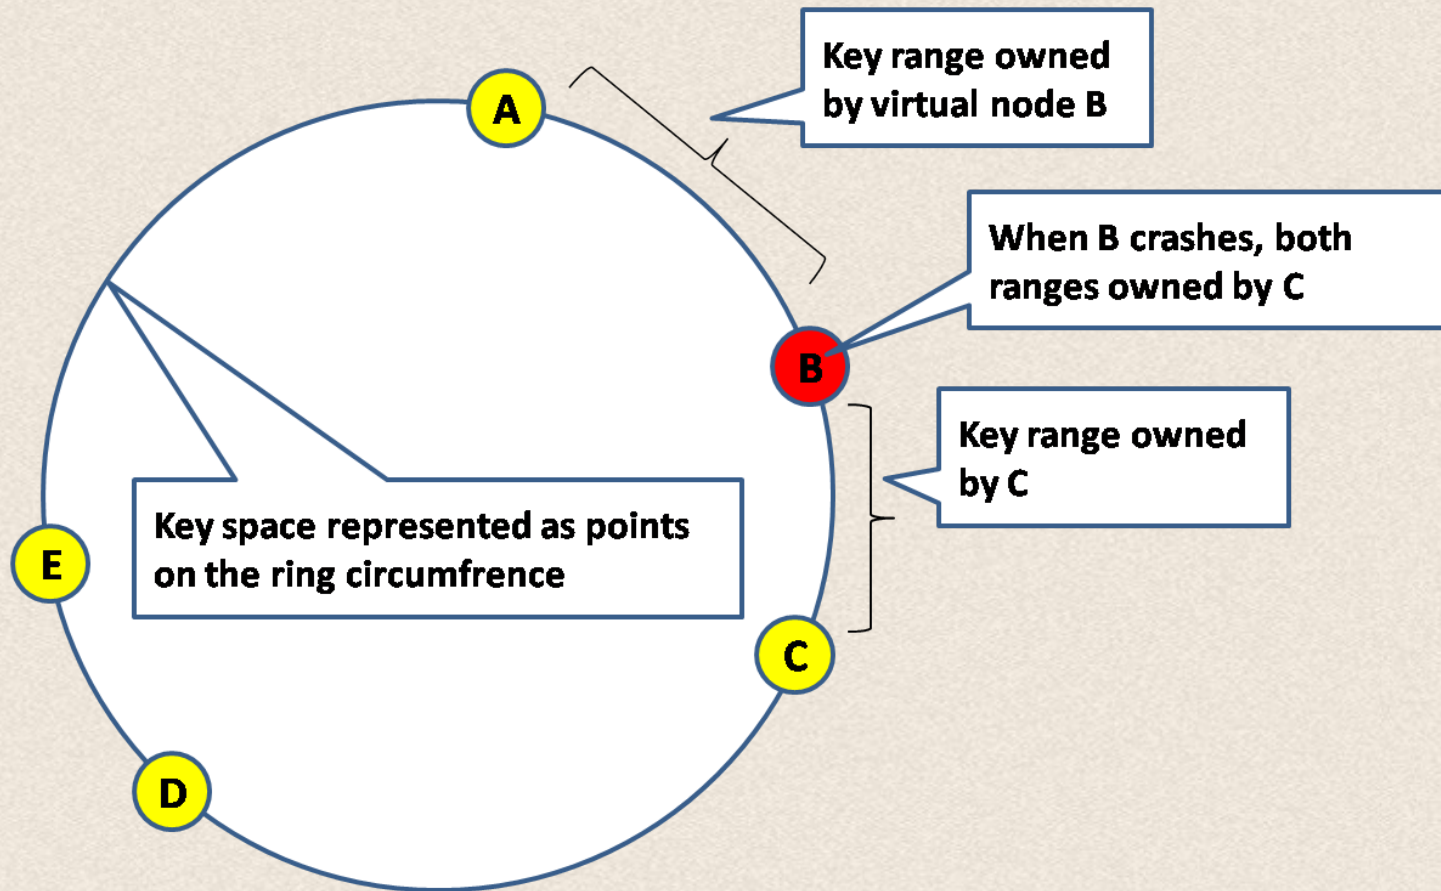 Key range owned
by virtual node B
A
When B crashes, both
ranges owned by C
B
Key range owned
by C
Key space represented as points
on the ring circumfrence
E
C
D